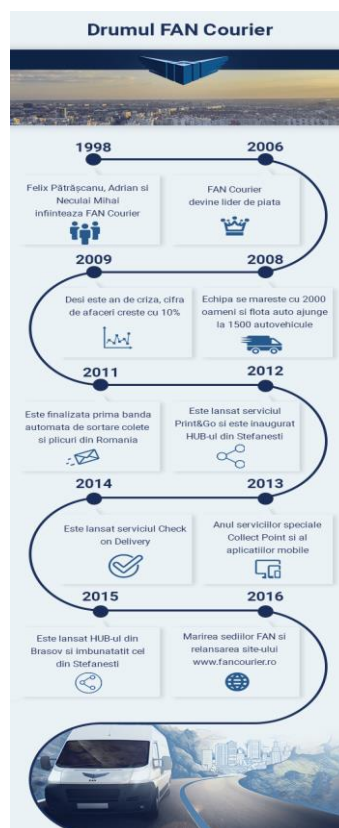 Drumul FAN Courier
1998
Felix Pătrășcanu, Adrian si
Neculai Mihai
infiinteaza FAN Courier
2006
FAN Courier
devine lider de piata
2008
Echipa se mareste cu 2000
oameni si flota auto ajunge
la 1500 autovehicule
2009
Desi este an de criza, cifra
de afaceri creste cu 10%
2011
Este finalizata prima banda
automata de sortare colete
si plicuri din Romania
2012
Este lansat serviciul
Print&Go si este inaugurat
HUB-ul din Stefanesti
2013
Anul serviciilor speciale
Collect Point si al
aplicatiilor mobile
2014
Este lansat serviciul Check
on Delivery
2015
Este lansat HUB-ul din
Brasov si imbunatatit cel
din Stefanesti
2016
Marirea sediilor FAN si
relansarea site-ului
www.fancourier.ro